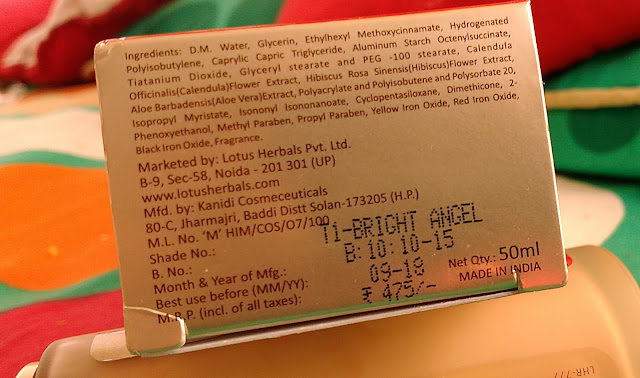 Ingredients: D.M. Water, Glycerin, Ethylhexyl Methoxycinnamate, Hydrogenated
Polyisobutylene, Caprylic Capric Triglyceride, Aluminum Starch Octenylsuccinate,
Tiatanium Dioxide, Glyceryl stearate and PEG -100 stearate, Calendula
Officinalis(Calendula)Flower Extract, Hibiscus Rosa Sinensis(Hibiscus)Flower Extract,
Aloe Barbadensis(Aloe Vera)Extract, Polyacrylate and Polyisobutene and Polysorbate 20,
Isopropyl Myristate, Isononyl Isononanoate, Cyclopentasiloxane, Dimethicone, 2-
Phenoxyethanol, Methyl Paraben, Propyl Paraben, Yellow Iron Oxide, Red Iron Oxide,
Black Iron Oxide, Fragrance.
Marketed by: Lotus Herbals Pvt. Ltd.
B-9, Sec-58, Noida - 201 301 (UP)
www.lotusherbals.com
Mfd. by: Kanidi Cosmeceuticals
80-C, Jharmajri, Baddi Distt Solan-173205 (H.P.)
M.L. No. 'M' HIM/COS/07/100
Shade No.: T1-BRIGHT ANGEL
B. No.: B:10:10-15
Month & Year of Mfg.:
Best use before (MM/YY): 09-18
M.R.P. (incl. of all taxes): ₹ 475/-
Net Qty.: 50ml
MADE IN INDIA